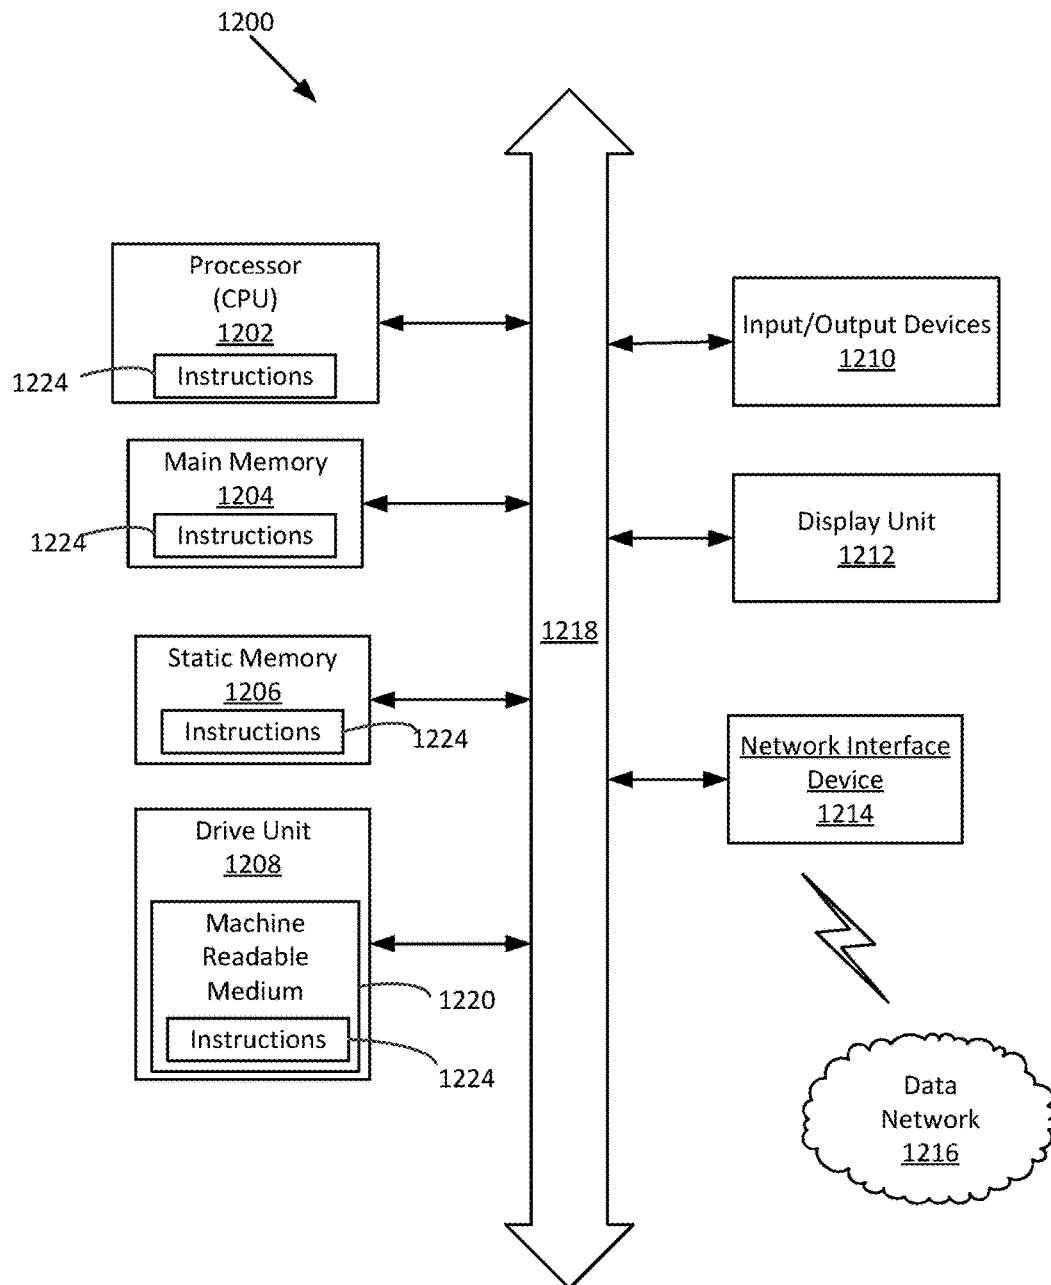 1200
Processor
(CPU)
1202
Instructions
1224
Main Memory
1204
Instructions
1224
Static Memory
1206
Instructions
1224
Drive Unit
1208
Machine
Readable
Medium
1220
Instructions
1224
1218
Input/Output Devices
1210
Display Unit
1212
Network Interface
Device
1214
Data
Network
1216